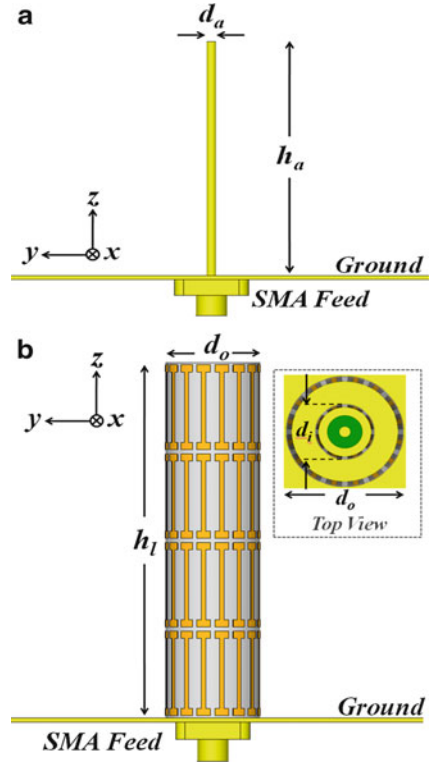 a
d_a
h_a
z
y
x
Ground
SMA Feed
b
d_o
z
y
x
h_l
d_i
d_o
Top View
Ground
SMA Feed